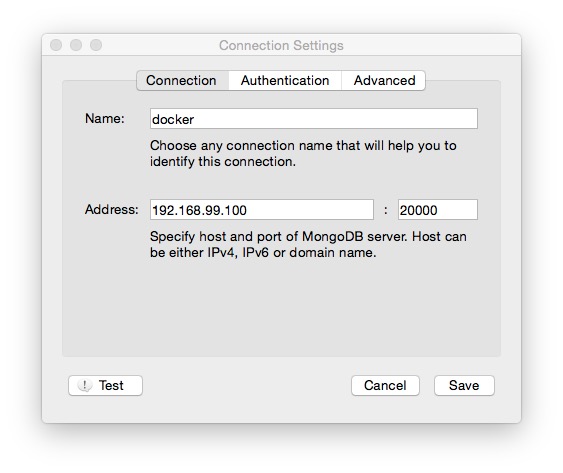 Connection Settings
Connection Authentication Advanced
Name: docker
Choose any connection name that will help you to
identify this connection.
Address: 192.168.99.100 : 20000
Specify host and port of MongoDB server. Host can
be either IPv4, IPv6 or domain name.
! Test Cancel Save